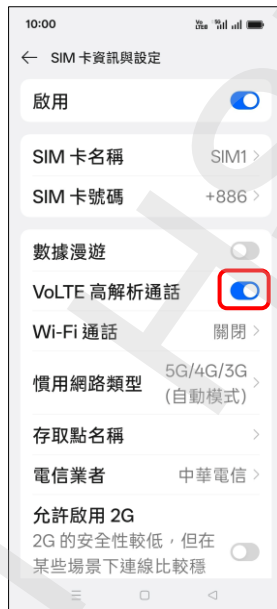 10:00
SIM 卡資訊與設定
啟用
SIM 卡名稱 SIM1
SIM 卡號碼 +886
數據漫遊
VoLTE 高解析通話
Wi-Fi 通話 關閉
慣用網路類型 5G/4G/3G
(自動模式)
存取點名稱
電信業者 中華電信
允許啟用 2G
2G 的安全性較低,但在
某些場景下連線比較穩